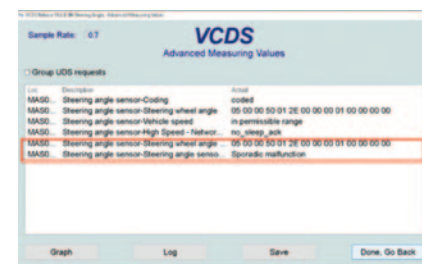 Sample Rate: 0.7
VCDS
Advanced Measuring Values
Group UDS requests
Loc Description Actual
MAS0... Steering angle sensor-Coding coded
MAS0... Steering angle sensor-Steering wheel angle 05 00 00 50 01 2E 00 00 00 01 00 00 00 00
MAS0... Steering angle sensor-Vehicle speed in permissible range
MAS0... Steering angle sensor-High Speed - Networ... no_sleep_ack
MAS0... Steering angle sensor-Steering wheel angle ... 05 00 00 50 01 2E 00 00 00 01 00 00 00 00
MAS0... Steering angle sensor-Steering angle senso... Sporadic malfunction
Graph Log Save Done, Go Back